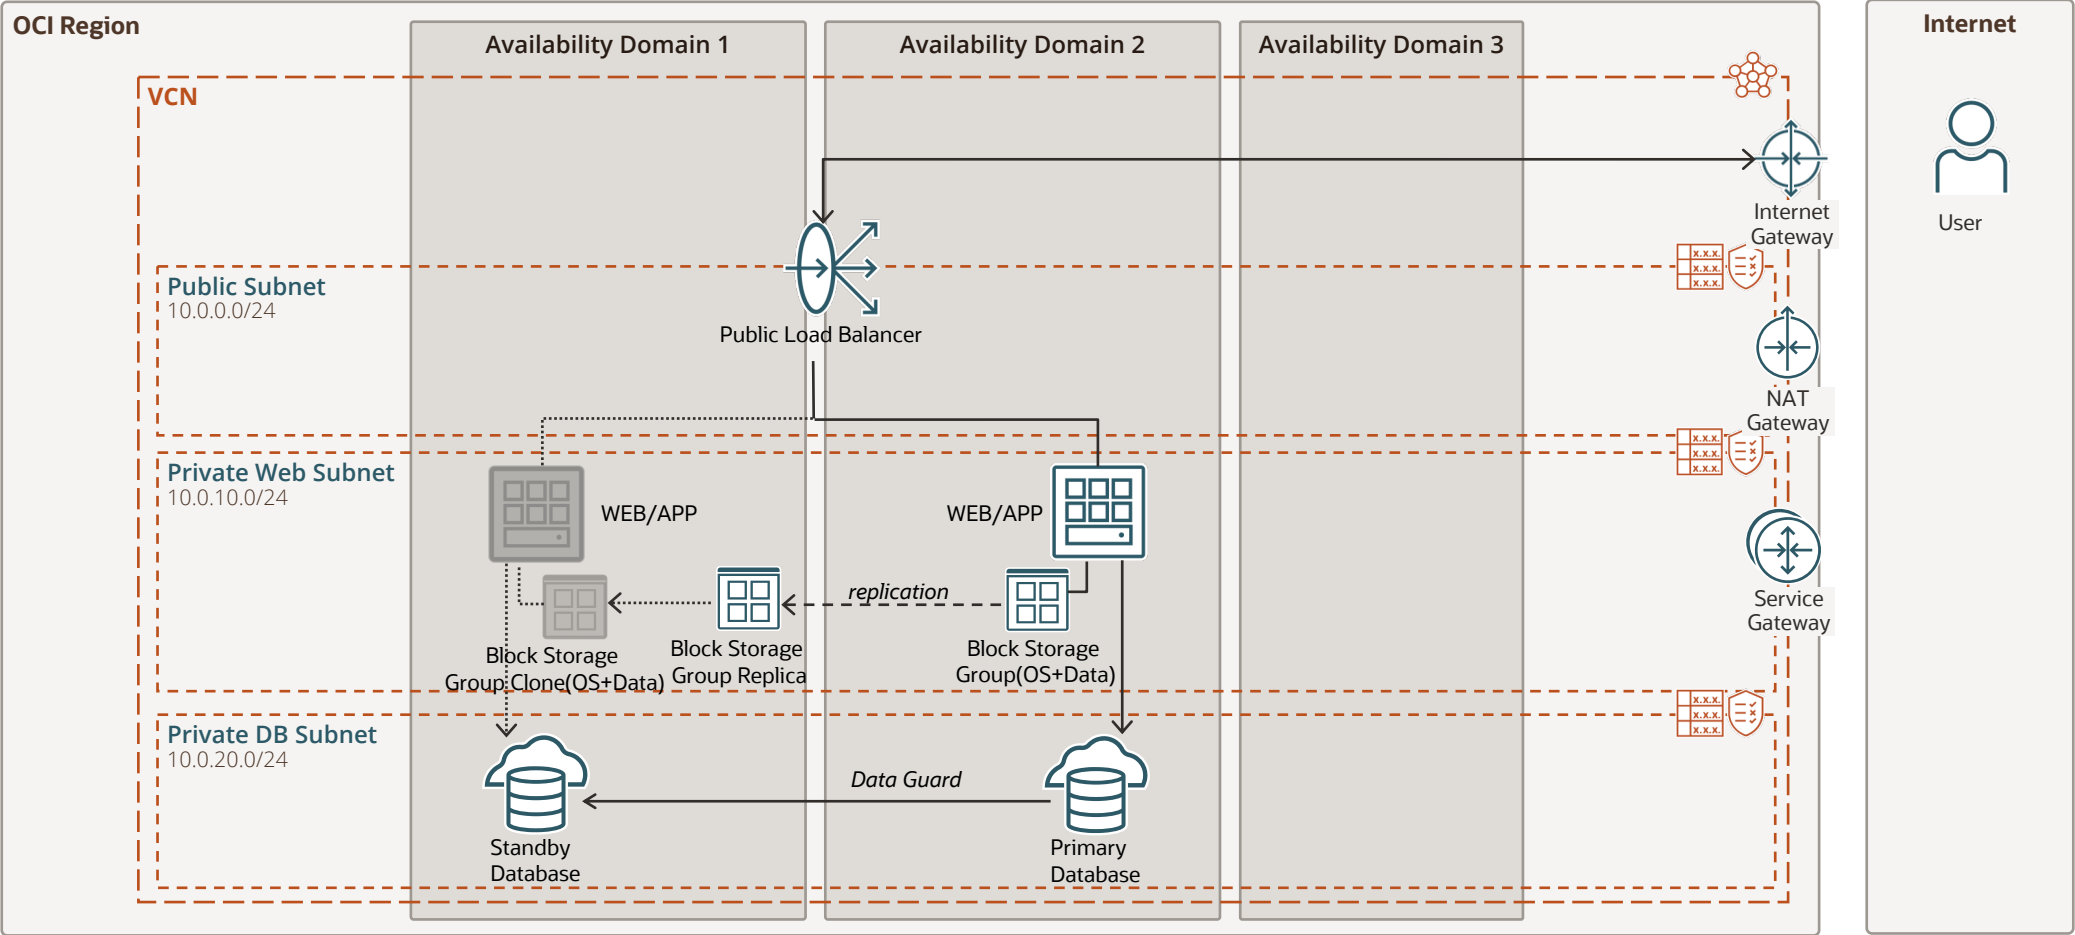 OCI Region
Availability Domain 1
Availability Domain 2
Availability Domain 3
Internet
VCN
User
Internet
Gateway
Public Subnet
10.0.0.0/24
x.x.x.
x.x.x.
x.x.x.
Public Load Balancer
NAT
Gateway
Private Web Subnet
10.0.10.0/24
x.x.x.
x.x.x.
x.x.x.
WEB/APP
WEB/APP
replication
Block Storage
Group Clone(OS+Data)
Block Storage
Group Replica
Block Storage
Group(OS+Data)
Service
Gateway
Private DB Subnet
10.0.20.0/24
x.x.x.
x.x.x.
x.x.x.
Data Guard
Standby
Database
Primary
Database